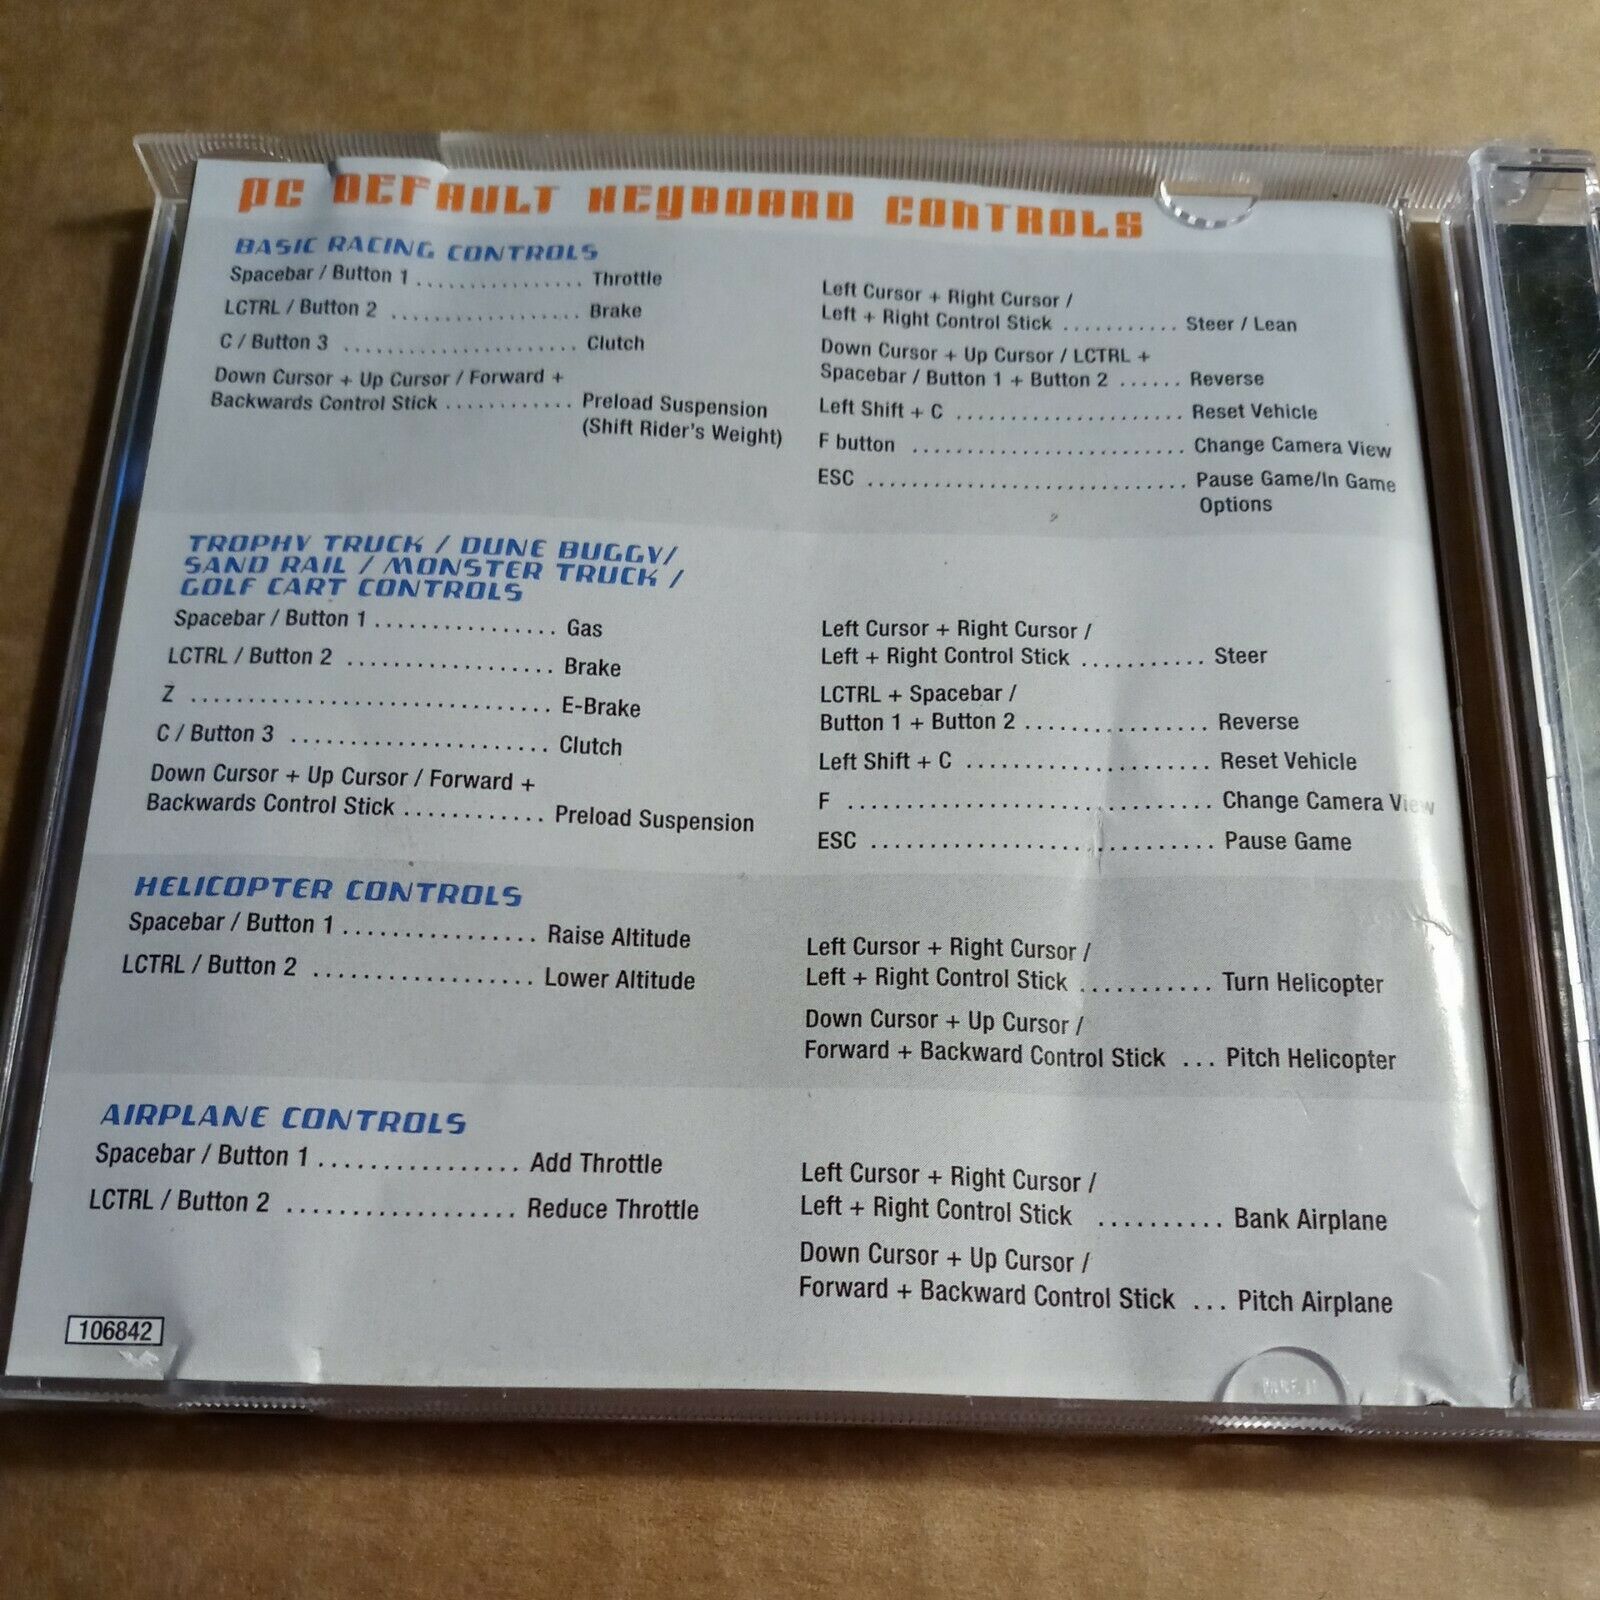 PC DEFAULT KEYBOARD CONTROLS
BASIC RACING CONTROLS
Spacebar / Button 1 ................ Throttle
LCTRL / Button 2 .................. Brake
C / Button 3 ...................... Clutch
Down Cursor + Up Cursor / Forward +
Backwards Control Stick ............ Preload Suspension
(Shift Rider's Weight)
Left Cursor + Right Cursor /
Left + Right Control Stick ........... Steer / Lean
Down Cursor + Up Cursor / LCTRL +
Spacebar / Button 1 + Button 2 ...... Reverse
Left Shift + C .................... Reset Vehicle
F button ........................ Change Camera View
ESC ............................ Pause Game/In Game
Options
TROPHY TRUCK / DUNE BUGGY/
SAND RAIL / MONSTER TRUCK /
GOLF CART CONTROLS
Spacebar / Button 1 ................ Gas
LCTRL / Button 2 .................. Brake
Z ............................... E-Brake
C / Button 3 ...................... Clutch
Down Cursor + Up Cursor / Forward +
Backwards Control Stick ............ Preload Suspension
Left Cursor + Right Cursor /
Left + Right Control Stick ........... Steer
LCTRL + Spacebar /
Button 1 + Button 2 ................ Reverse
Left Shift + C ..................... Reset Vehicle
F ............................... Change Camera View
ESC ............................. Pause Game
HELICOPTER CONTROLS
Spacebar / Button 1 ................ Raise Altitude
LCTRL / Button 2 .................. Lower Altitude
Left Cursor + Right Cursor /
Left + Right Control Stick ........... Turn Helicopter
Down Cursor + Up Cursor /
Forward + Backward Control Stick ... Pitch Helicopter
AIRPLANE CONTROLS
Spacebar / Button 1 ................. Add Throttle
LCTRL / Button 2 ................... Reduce Throttle
Left Cursor + Right Cursor /
Left + Right Control Stick ........... Bank Airplane
Down Cursor + Up Cursor /
Forward + Backward Control Stick ... Pitch Airplane
106842